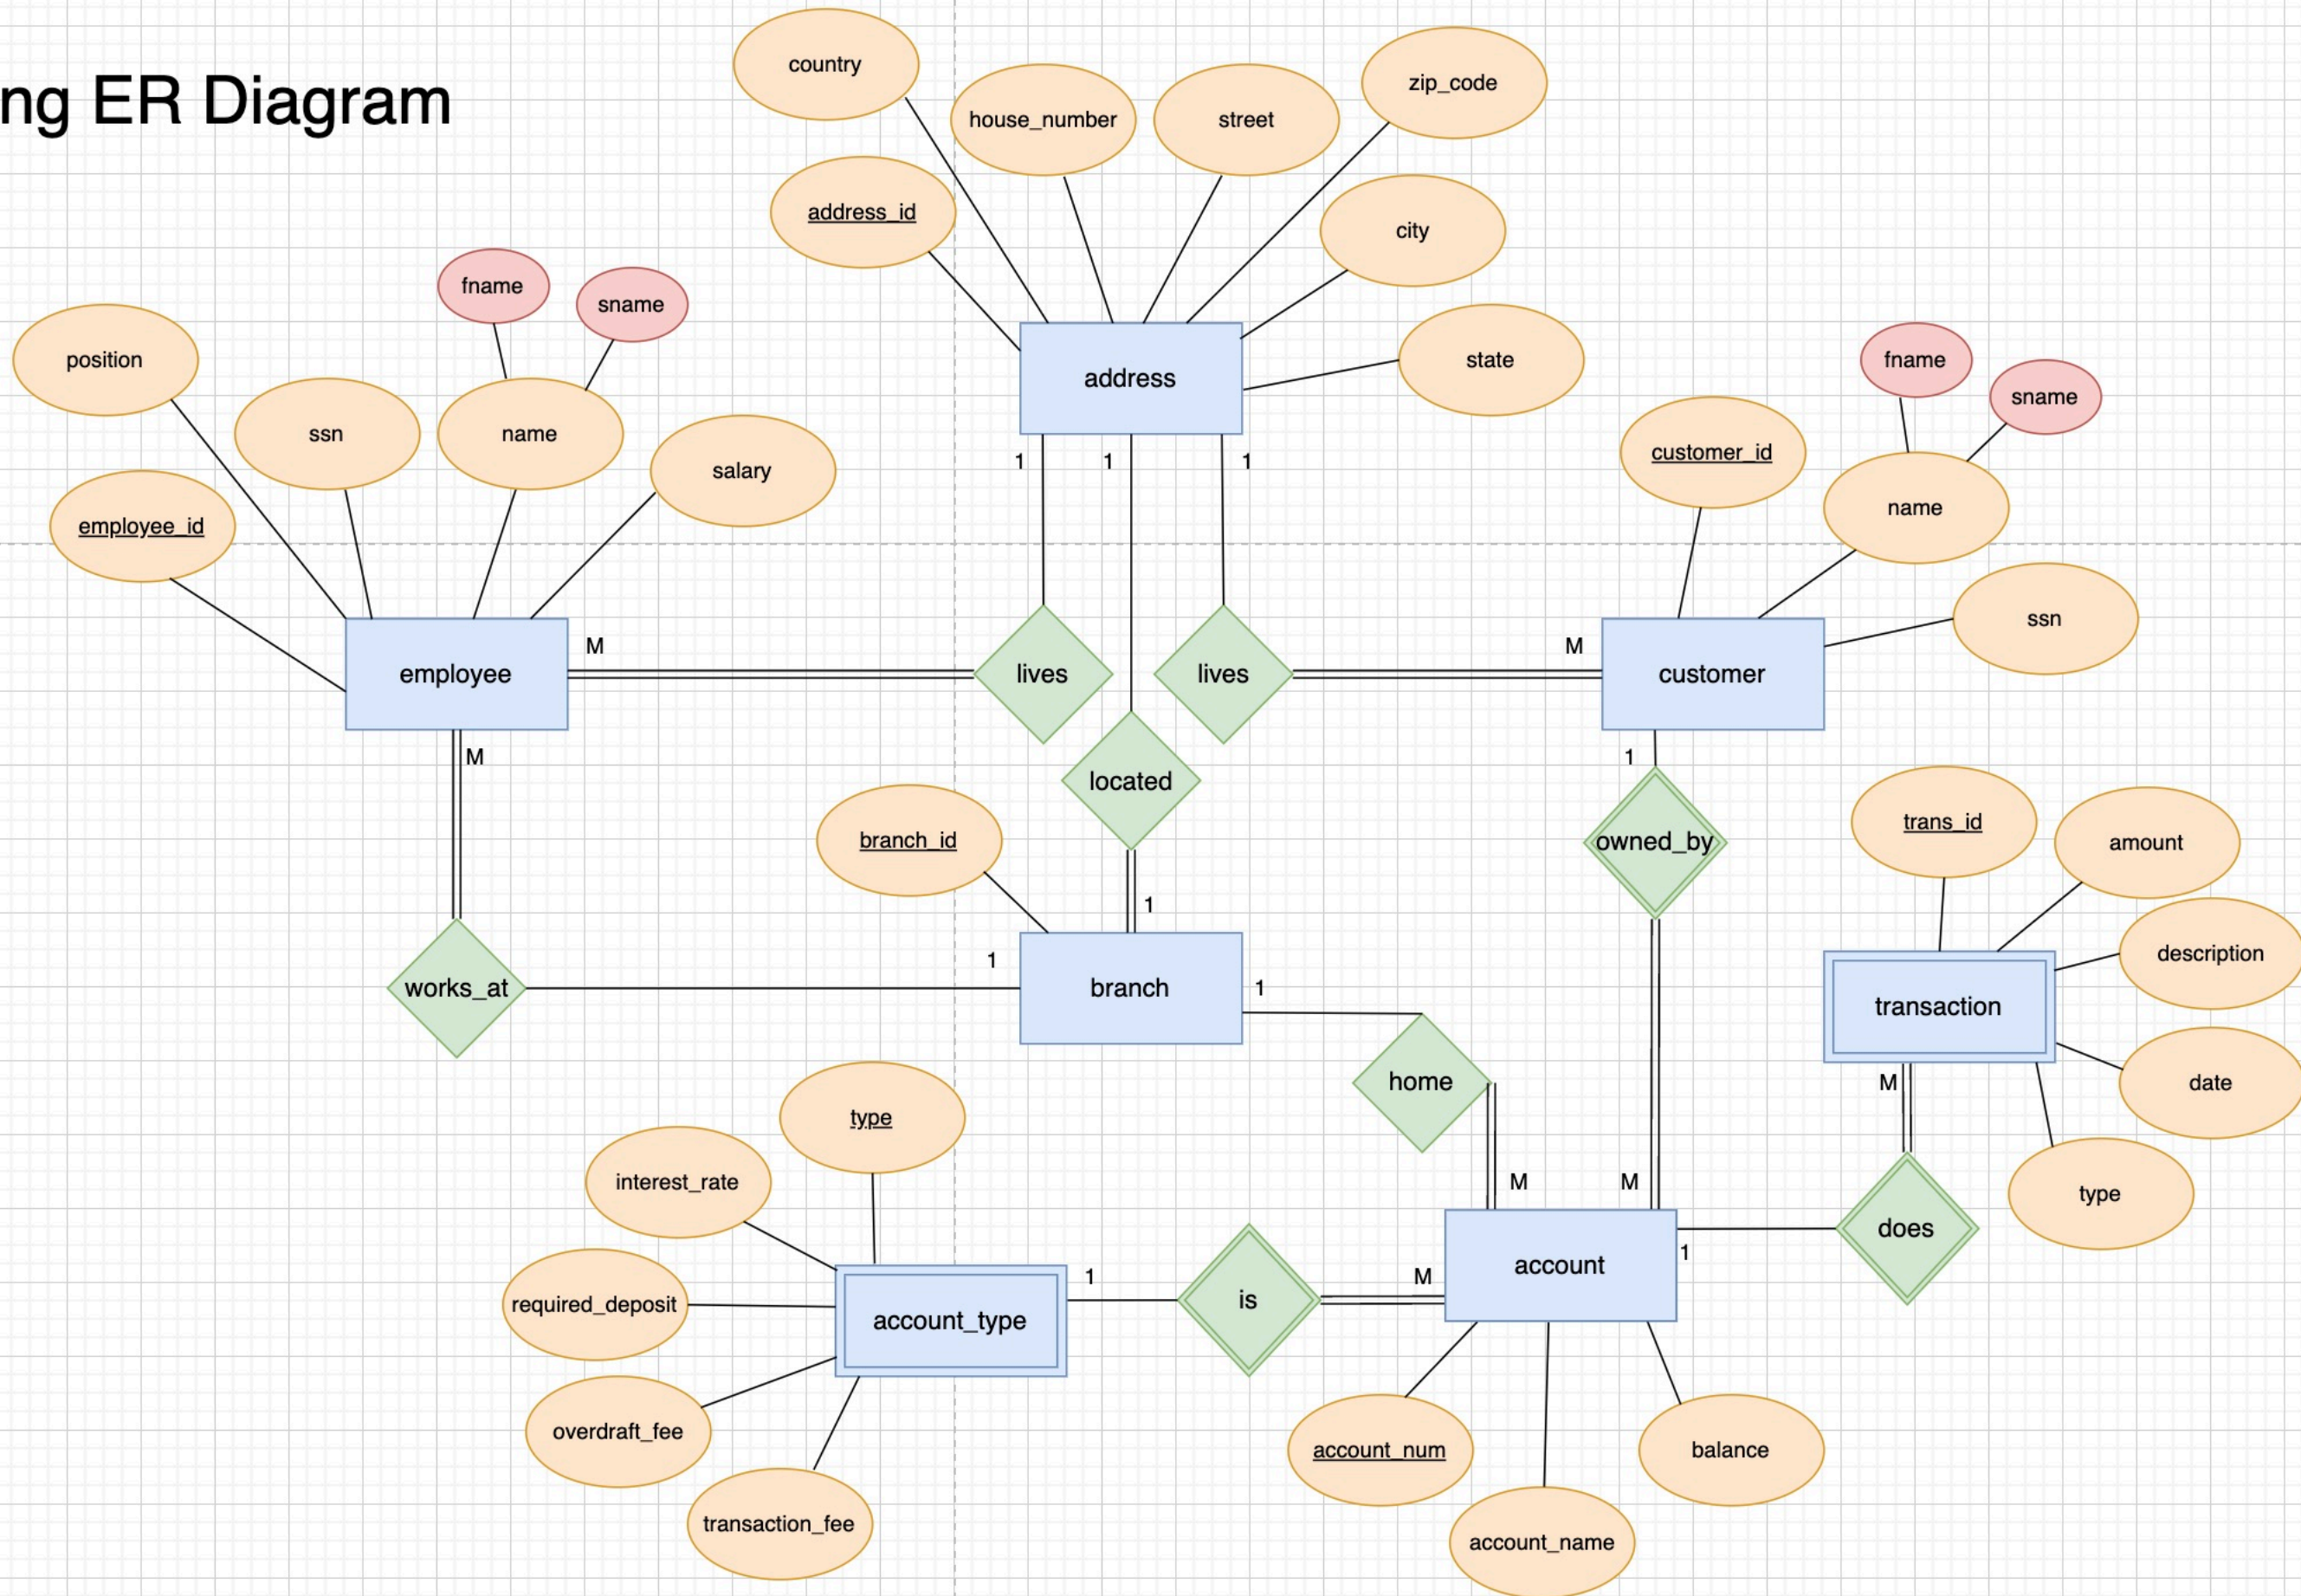 ng ER Diagram
country
house_number
street
zip_code
address_id
city
state
address
fname
sname
position
ssn
name
salary
employee_id
employee
fname
sname
customer_id
name
ssn
customer
1
1
1
M
lives
lives
M
M
located
1
owned_by
branch_id
1
trans_id
amount
description
transaction
date
type
M
works_at
1
branch
1
home
M
M
does
type
interest_rate
required_deposit
account_type
overdraft_fee
transaction_fee
1
is
M
account
1
account_num
account_name
balance